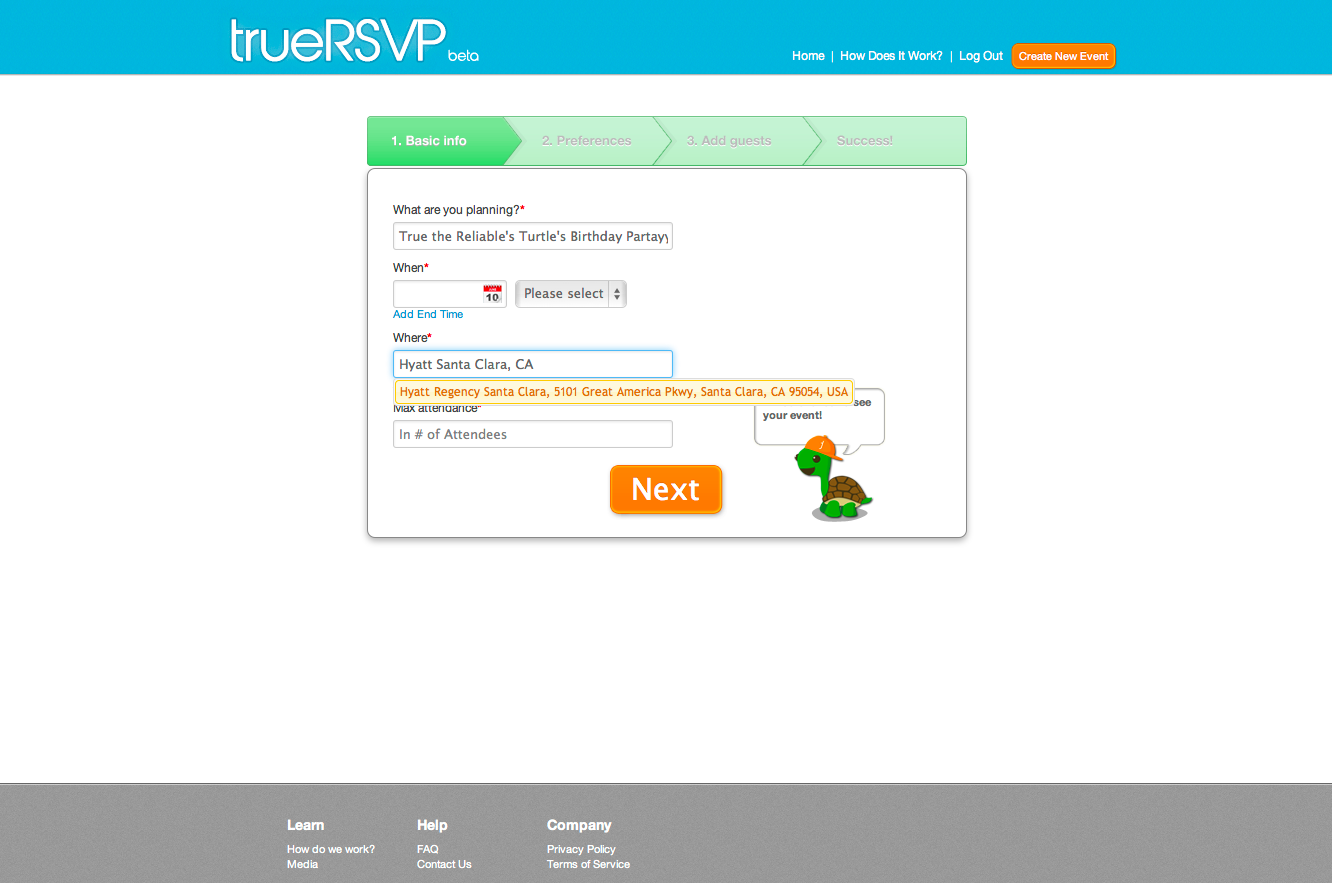 trueRSVP beta
Home | How Does It Work? | Log Out Create New Event
1. Basic info 2. Preferences 3. Add guests Success!
What are you planning?*
True the Reliable's Turtle's Birthday Partayy
When*
10 Please select
Add End Time
Where*
Hyatt Santa Clara, CA
Hyatt Regency Santa Clara, 5101 Great America Pkwy, Santa Clara, CA 95054, USA
see
your event!
Max attendance*
In # of Attendees
Next
Learn Help Company
How do we work? FAQ Privacy Policy
Media Contact Us Terms of Service